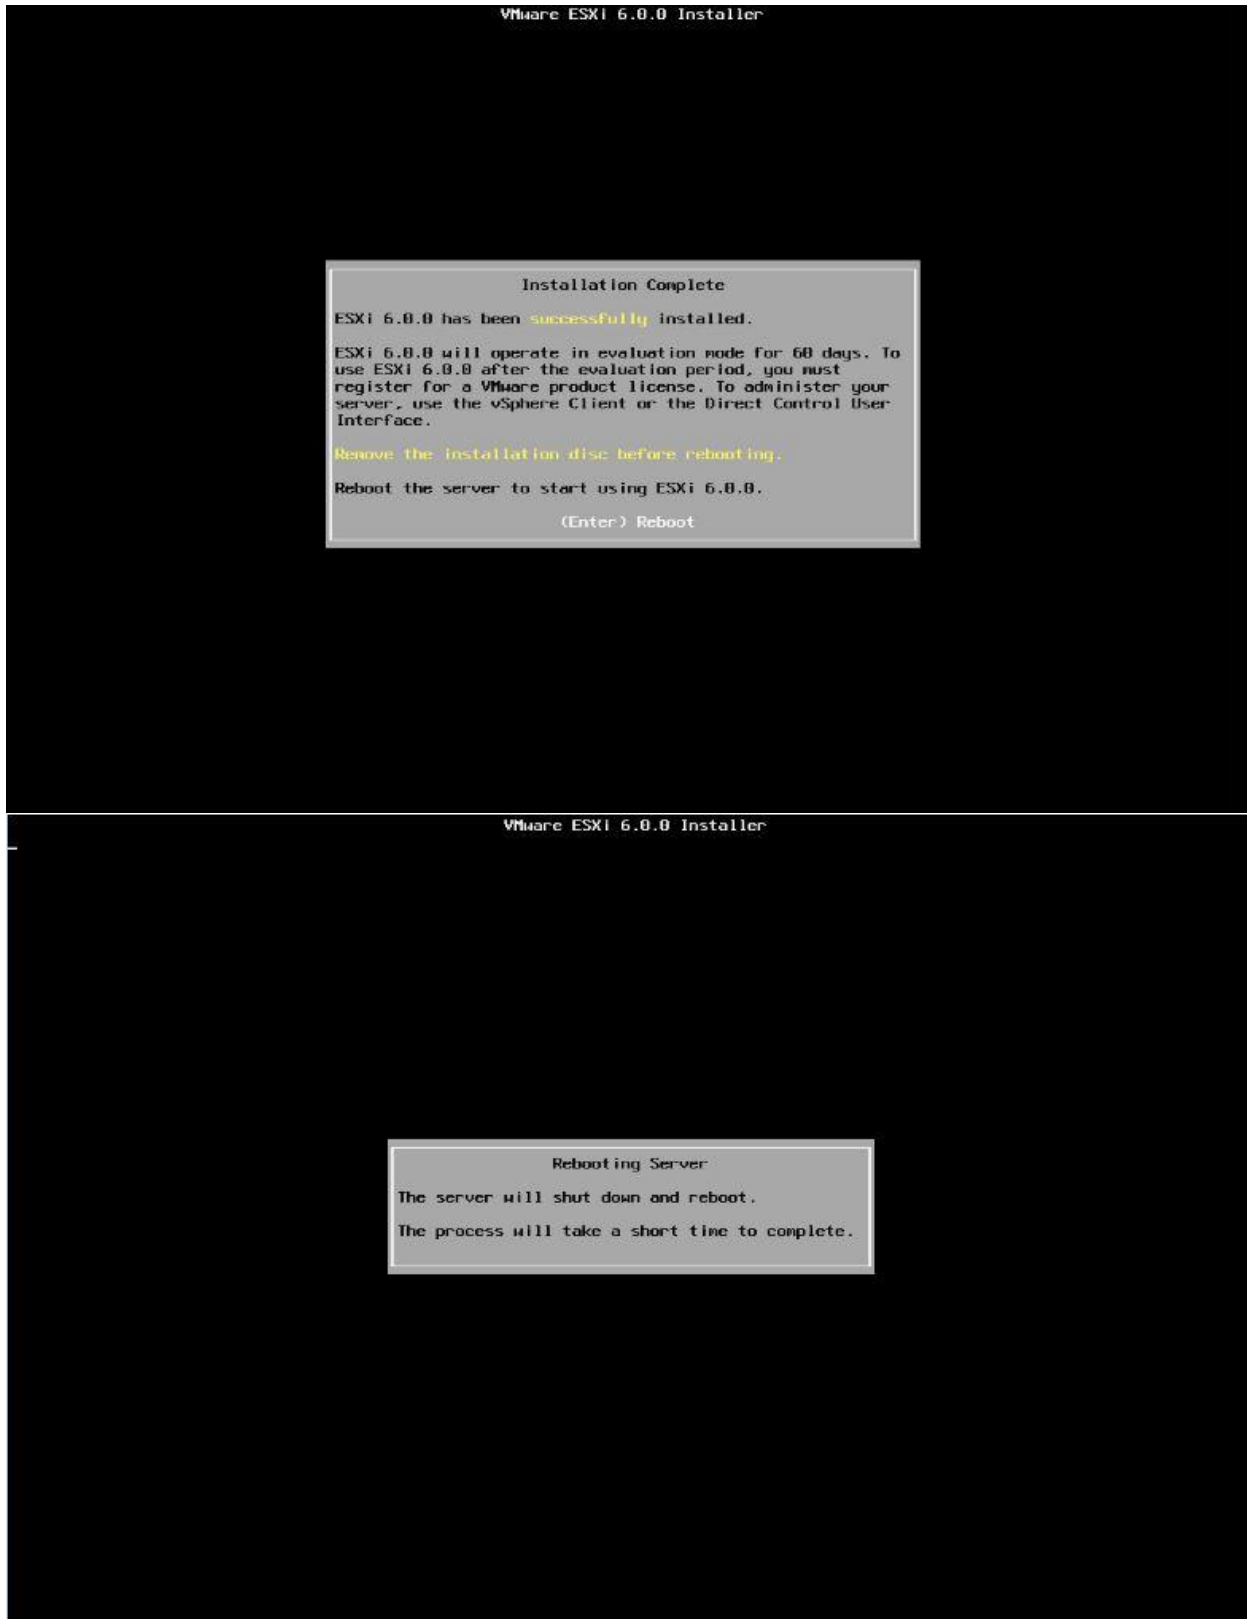 VMware ESXi 6.0.0 Installer
Installation Complete
ESXi 6.0.0 has been successfully installed.
ESXi 6.0.0 will operate in evaluation mode for 60 days. To
use ESXi 6.0.0 after the evaluation period, you must
register for a VMware product license. To administer your
server, use the vSphere Client or the Direct Control User
Interface.
Remove the installation disc before rebooting.
Reboot the server to start using ESXi 6.0.0.
(Enter) Reboot
VMware ESXi 6.0.0 Installer
Rebooting Server
The server will shut down and reboot.
The process will take a short time to complete.